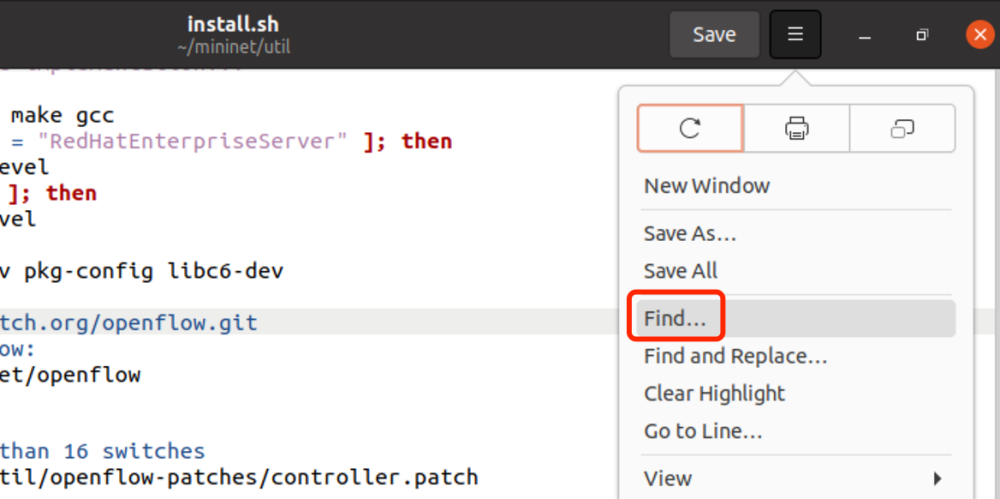 install.sh
~/mininet/util
Save
make gcc
= "RedHatEnterpriseServer" ]; then
evel
]; then
vel
v pkg-config libc6-dev
tch.org/openflow.git
ow:
et/openflow
than 16 switches
til/openflow-patches/controller.patch
New Window
Save As...
Save All
Find...
Find and Replace...
Clear Highlight
Go to Line...
View